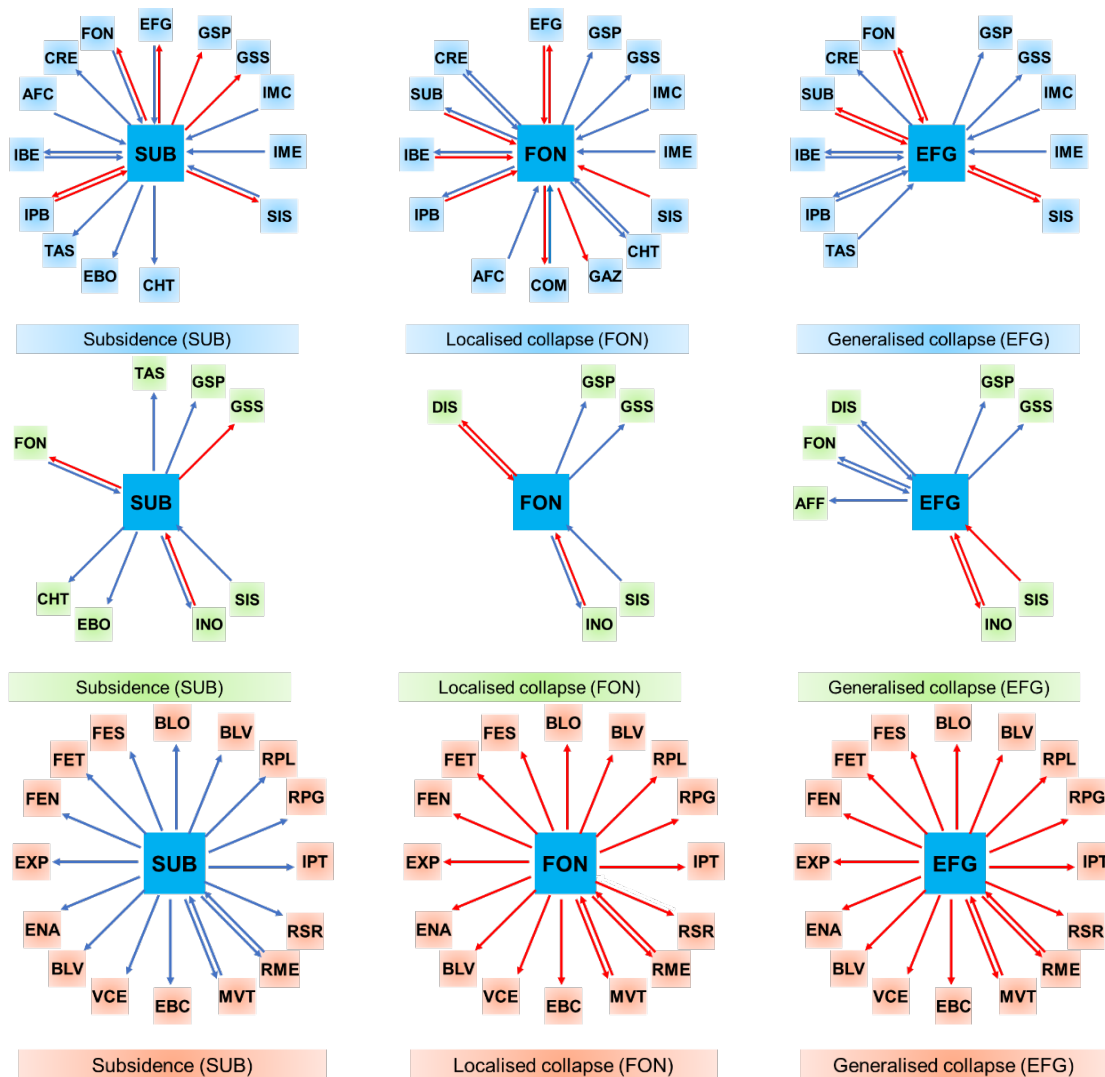 FON EFG GSP
CRE GSS
AFC IMC
IBE SUB IME
IPB SIS
TAS EBO CHT
EFG GSP
CRE GSS
SUB IMC
IBE FON IME
IPB SIS
CHT
AFC COM GAZ
FON GSP
CRE GSS
SUB IMC
IBE EFG IME
IPB SIS
TAS
Subsidence (SUB) Localised collapse (FON) Generalised collapse (EFG)
TAS GSP
GSS
FON
SUB
CHT SIS
EBO INO
GSP
DIS GSS
FON
SIS
INO
GSP
DIS GSS
FON
AFF EFG
SIS
INO
Subsidence (SUB) Localised collapse (FON) Generalised collapse (EFG)
FES BLO BLV
FET RPL
FEN RPG
EXP SUB IPT
ENA RSR
BLV RME
VCE EBC MVT
FES BLO BLV
FET RPL
FEN RPG
EXP FON IPT
ENA RSR
BLV RME
VCE EBC MVT
FES BLO BLV
FET RPL
FEN RPG
EXP EFG IPT
ENA RSR
BLV RME
VCE EBC MVT
Subsidence (SUB) Localised collapse (FON) Generalised collapse (EFG)